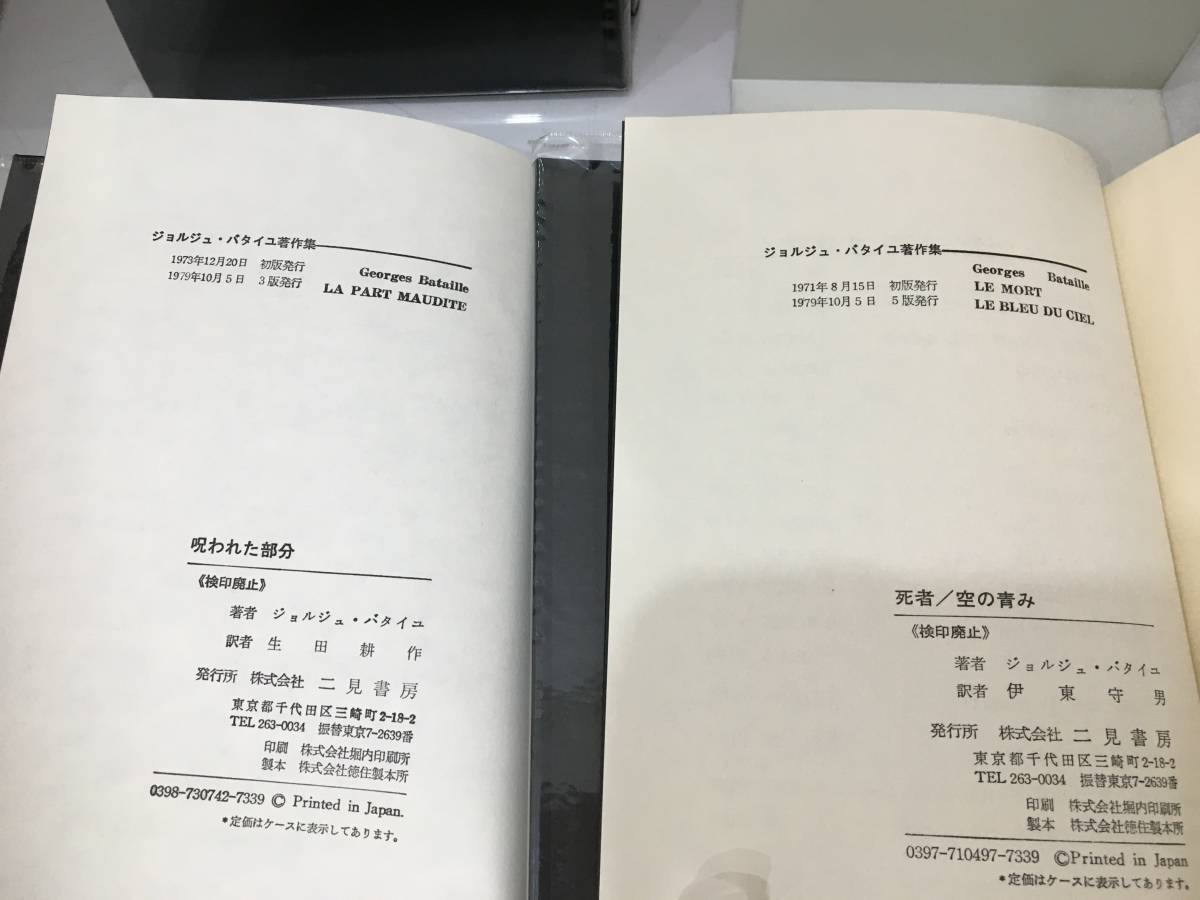 ジョルジュ・バタイユ著作集
1973年12月20日 初版発行
1979年10月5日 3版発行
Georges Bataille
LA PART MAUDITE
呪われた部分
《検印廃止》
著者 ジョルジュ・バタイユ
訳者 生田耕作
発行所 株式会社 二見書房
東京都千代田区三崎町2-18-2
TEL 263-0034 振替東京7-2639番
印刷 株式会社堀内印刷所
製本 株式会社徳住製本所
0398-730742-7339 © Printed in Japan.
*定価はケースに表示してあります。
ジョルジュ・バタイユ著作集
1971年8月15日 初版発行
1979年10月5日 5版発行
Georges Bataille
LE MORT
LE BLEU DU CIEL
死者/空の青み
《検印廃止》
著者 ジョルジュ・バタイユ
訳者 伊東守男
発行所 株式会社 二見書房
東京都千代田区三崎町2-18-2
TEL 263-0034 振替東京7-2639番
印刷 株式会社堀内印刷所
製本 株式会社徳住製本所
0397-710497-7339 ©Printed in Japan
*定価はケースに表示してあります。